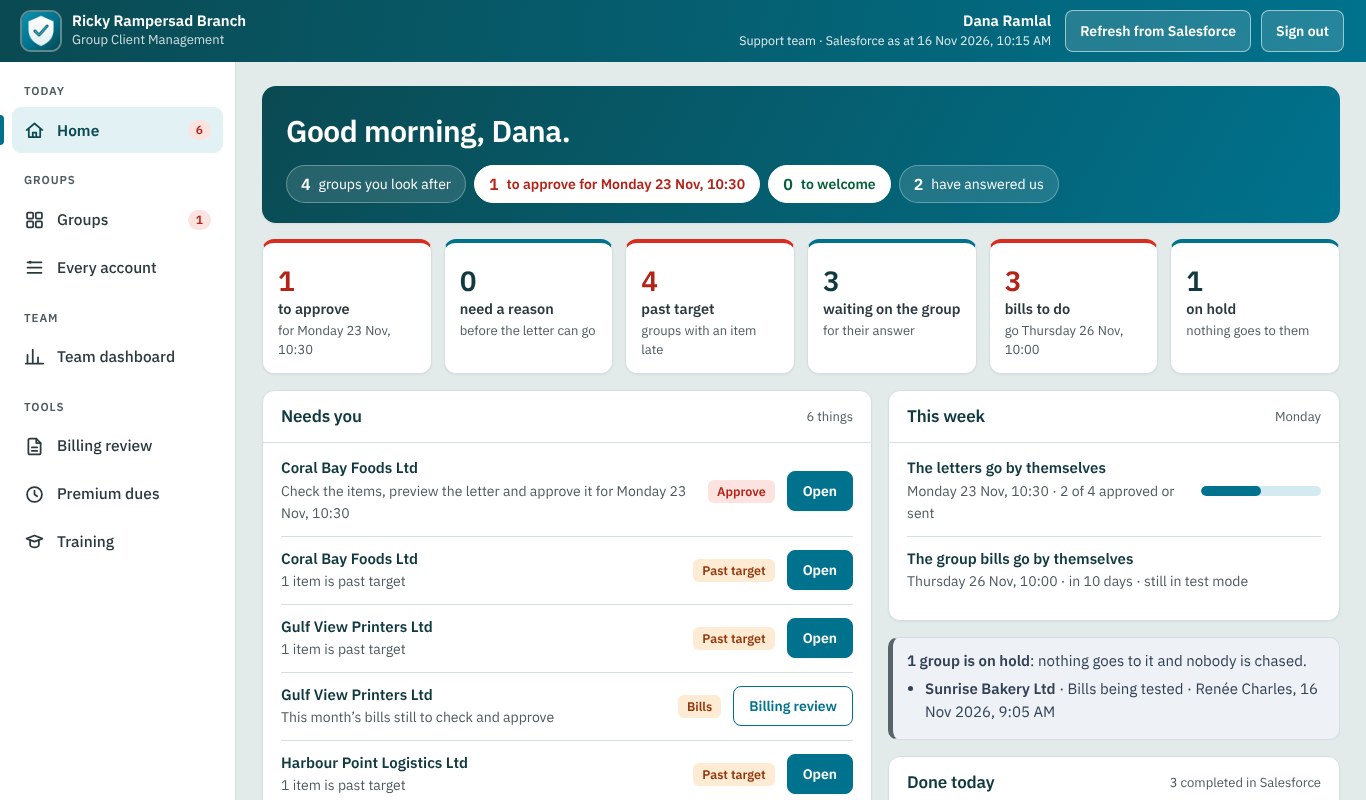 Ricky Rampersad Branch
Group Client Management
Dana Ramlal
Support team · Salesforce as at 16 Nov 2026, 10:15 AM
Refresh from Salesforce
Sign out
TODAY
Home
6
GROUPS
Groups
1
Every account
TEAM
Team dashboard
TOOLS
Billing review
Premium dues
Training
Good morning, Dana.
4 groups you look after
1 to approve for Monday 23 Nov, 10:30
0 to welcome
2 have answered us
1
to approve
for Monday 23 Nov,
10:30
0
need a reason
before the letter can go
4
past target
groups with an item
late
3
waiting on the group
for their answer
3
bills to do
go Thursday 26 Nov,
10:00
1
on hold
nothing goes to them
Needs you
6 things
Coral Bay Foods Ltd
Check the items, preview the letter and approve it for Monday 23
Nov, 10:30
Approve
Open
Coral Bay Foods Ltd
1 item is past target
Past target
Open
Gulf View Printers Ltd
1 item is past target
Past target
Open
Gulf View Printers Ltd
This month’s bills still to check and approve
Bills
Billing review
Harbour Point Logistics Ltd
1 item is past target
Past target
Open
This week
Monday
The letters go by themselves
Monday 23 Nov, 10:30 · 2 of 4 approved or
sent
The group bills go by themselves
Thursday 26 Nov, 10:00 · in 10 days · still in test mode
1 group is on hold: nothing goes to it and nobody is chased.
• Sunrise Bakery Ltd · Bills being tested · Renée Charles, 16
Nov 2026, 9:05 AM
Done today
3 completed in Salesforce